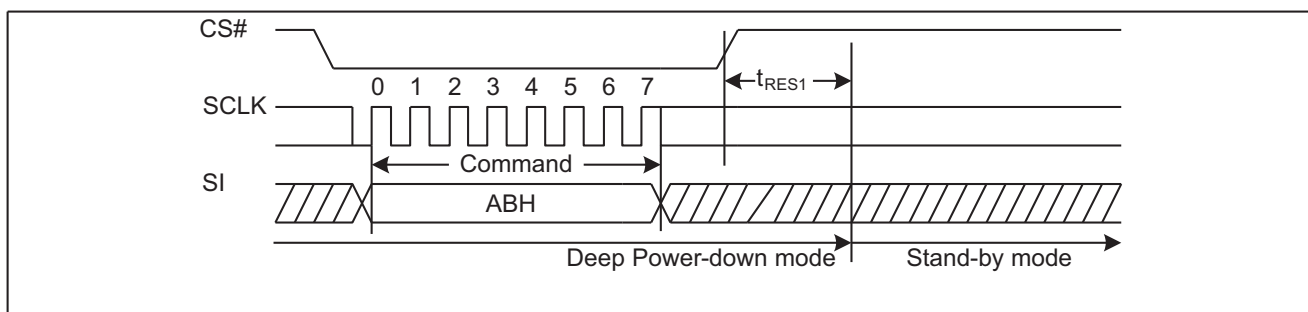 CS#
tRES1
0 1 2 3 4 5 6 7
SCLK
Command
SI
ABH
Deep Power-down mode Stand-by mode